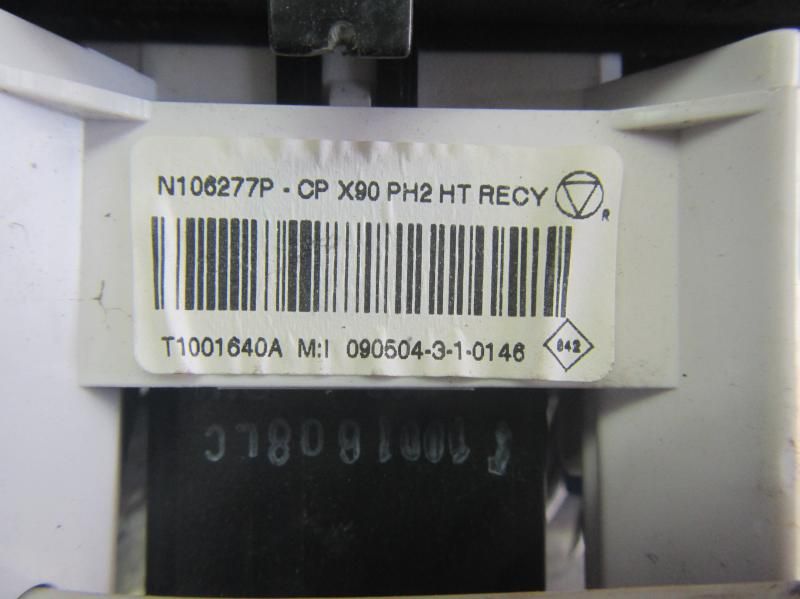 N106277P - CP X90 PH2 HT RECY
R
T1001640A M:I 090504-3-1-0146
842